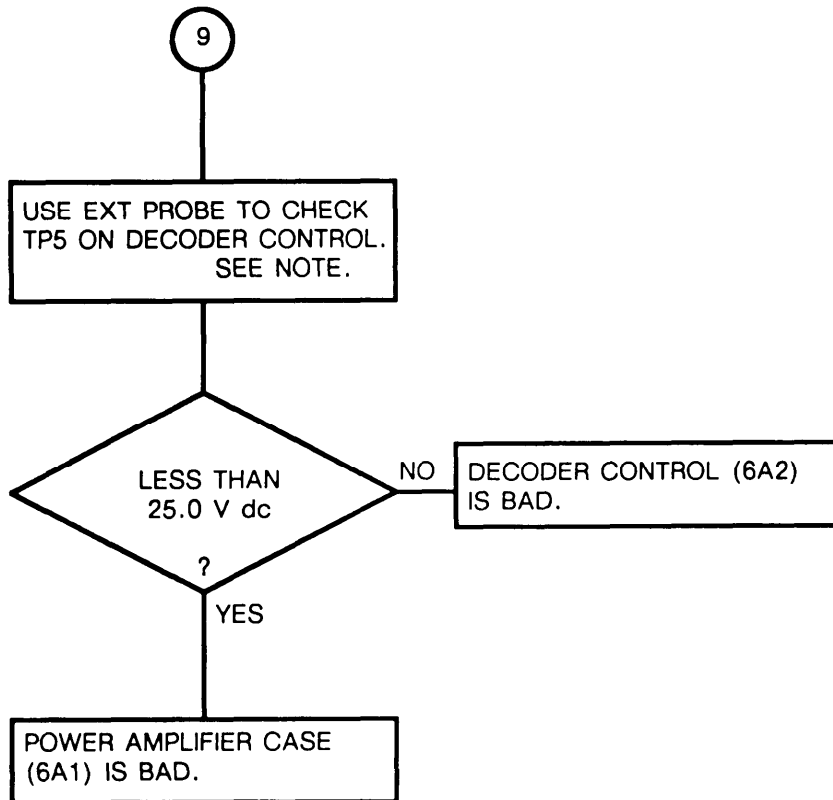 9
USE EXT PROBE TO CHECK
TP5 ON DECODER CONTROL.
SEE NOTE.
LESS THAN
25.0 V dc
?
NO
DECODER CONTROL (6A2)
IS BAD.
YES
POWER AMPLIFIER CASE
(6A1) IS BAD.